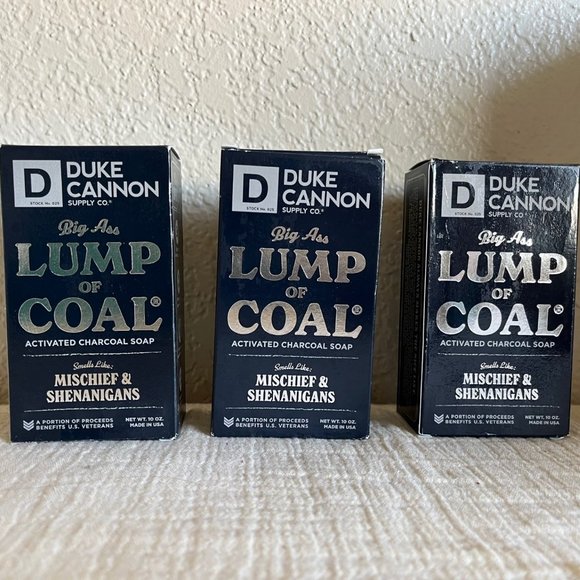 D
STOCK No. 025
DUKE
CANNON
SUPPLY CO.®
Big Ass
LUMP
OF
COAL®
ACTIVATED CHARCOAL SOAP
Smells Like:
MISCHIEF &
SHENANIGANS
A PORTION OF PROCEEDS
BENEFITS U.S. VETERANS
NET WT. 10 OZ.
MADE IN USA
D
STOCK No. 025
DUKE
CANNON
SUPPLY CO.®
Big Ass
LUMP
OF
COAL®
ACTIVATED CHARCOAL SOAP
Smells Like:
MISCHIEF &
SHENANIGANS
A PORTION OF PROCEEDS
BENEFITS U.S. VETERANS
NET WT. 10 OZ.
MADE IN USA
D
STOCK No. 025
DUKE
CANNON
SUPPLY CO.®
Big Ass
LUMP
OF
COAL®
ACTIVATED CHARCOAL SOAP
Smells Like:
MISCHIEF &
SHENANIGANS
A PORTION OF PROCEEDS
BENEFITS U.S. VETERANS
NET WT. 10 OZ.
MADE IN USA